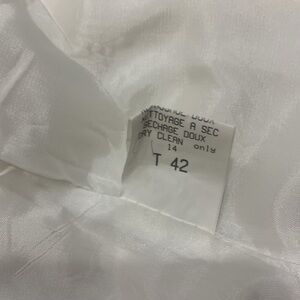 NETTOYAGE A SEC
SECHAGE DOUX
DRY CLEAN only
14
T 42